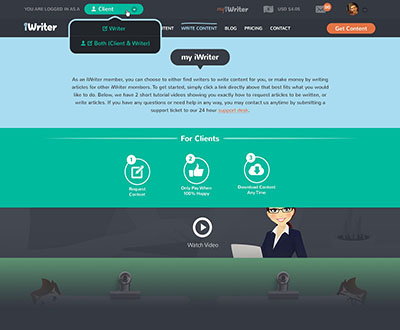 YOU ARE LOGGED IN AS A
Client
my iWriter
USD $4.05
iWriter
WRITE CONTENT
BLOG
PRICING
CONTACT
Get Content
Writer
Both (Client & Writer)
my iWriter
As an iWriter member, you can choose to either find writers to write content for you, or make money by writing
articles for other iWriter members. To get started, simply click a link directly above that best fits what you
would like to do. Below, we have 2 short tutorial videos showing you exactly how to request articles to be written, or
write articles. If you have any questions or need help in any way, you may contact us anytime by submitting a
support ticket to our 24 hour support desk.
For Clients
1
2
3
Request
Content
Only Pay When
100% Happy
Download Content
Any Time
Watch Video